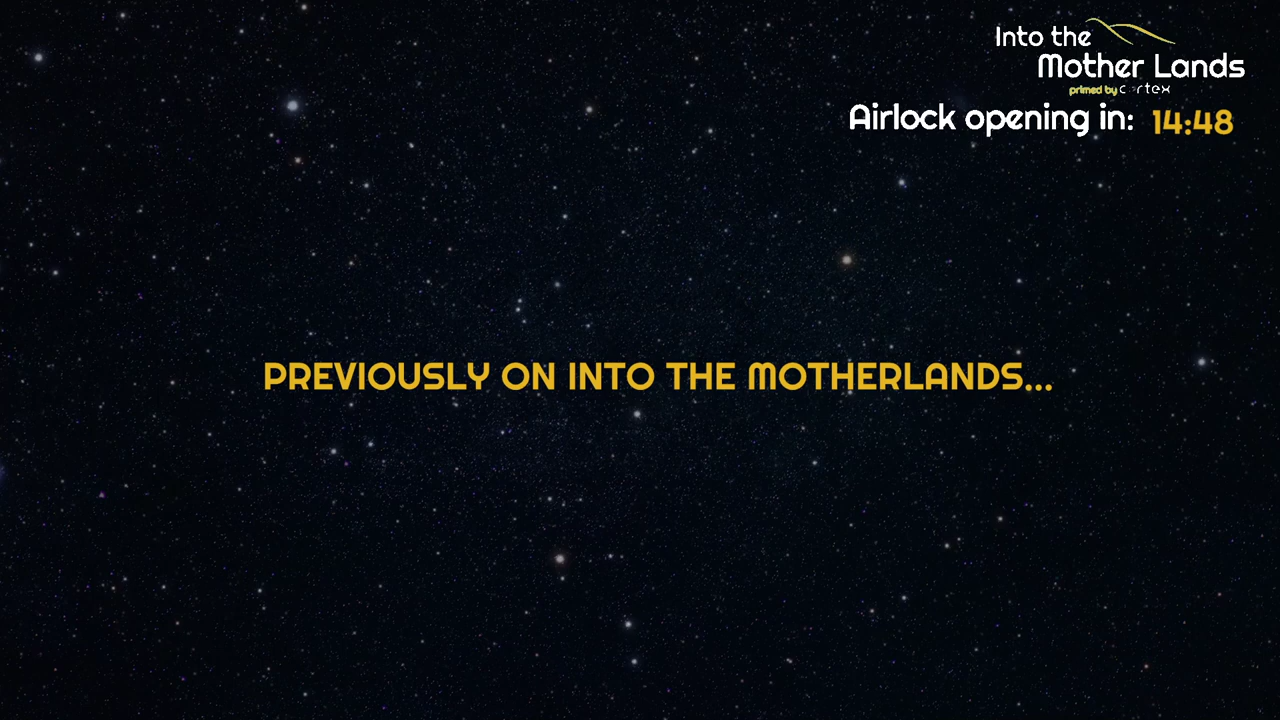 Into the
Mother Lands
primed by cortex
Airlock opening in: 14:48
PREVIOUSLY ON INTO THE MOTHERLANDS...